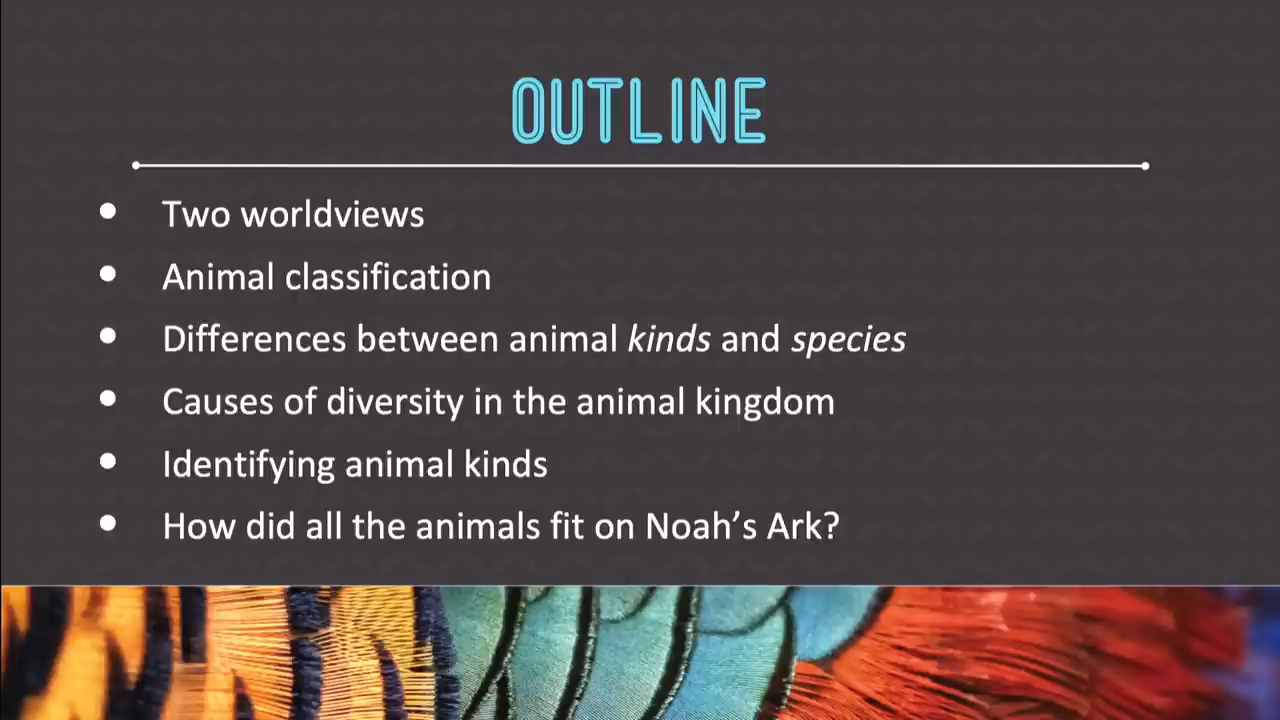 OUTLINE
• Two worldviews
• Animal classification
• Differences between animal kinds and species
• Causes of diversity in the animal kingdom
• Identifying animal kinds
• How did all the animals fit on Noah’s Ark?